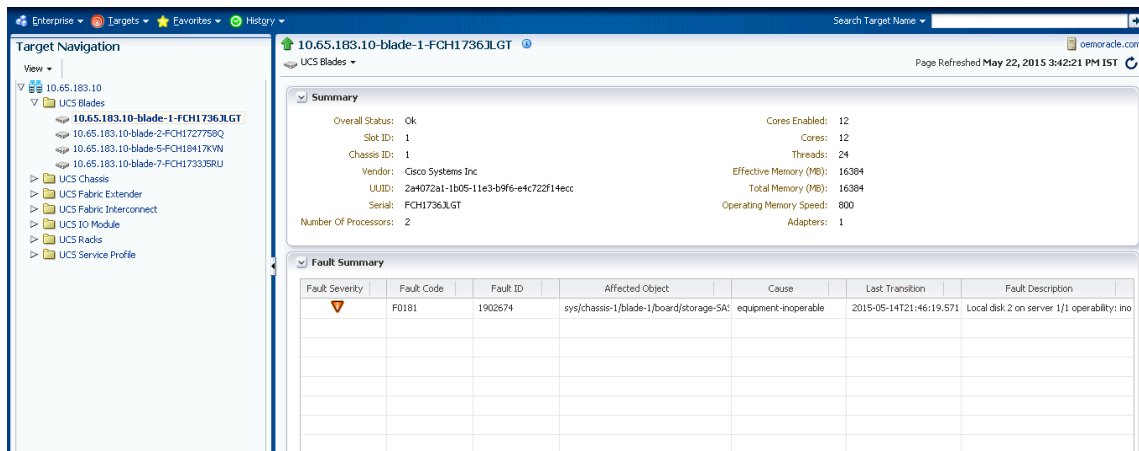 Enterprise Targets Favorites History Search Target Name
Target Navigation
View
10.65.183.10
UCS Blades
10.65.183.10-blade-1-FCH1736JLGT
10.65.183.10-blade-2-FCH1727758Q
10.65.183.10-blade-5-FCH18417KVN
10.65.183.10-blade-7-FCH1733J5RU
UCS Chassis
UCS Fabric Extender
UCS Fabric Interconnect
UCS IO Module
UCS Racks
UCS Service Profile
10.65.183.10-blade-1-FCH1736JLGT
oemoracle.com
UCS Blades
Page Refreshed May 22, 2015 3:42:21 PM IST
Summary
Overall Status: Ok
Slot ID: 1
Chassis ID: 1
Vendor: Cisco Systems Inc
UUID: 2a4072a1-1b05-11e3-b9f6-e4c722f14ecc
Serial: FCH1736JLGT
Number Of Processors: 2
Cores Enabled: 12
Cores: 12
Threads: 24
Effective Memory (MB): 16384
Total Memory (MB): 16384
Operating Memory Speed: 800
Adapters: 1
Fault Summary
Fault Severity Fault Code Fault ID Affected Object Cause Last Transition Fault Description
F0181 1902674 sys/chassis-1/blade-1/board/storage-SAS equipment-inoperable 2015-05-14T21:46:19.571 Local disk 2 on server 1/1 operability: ino